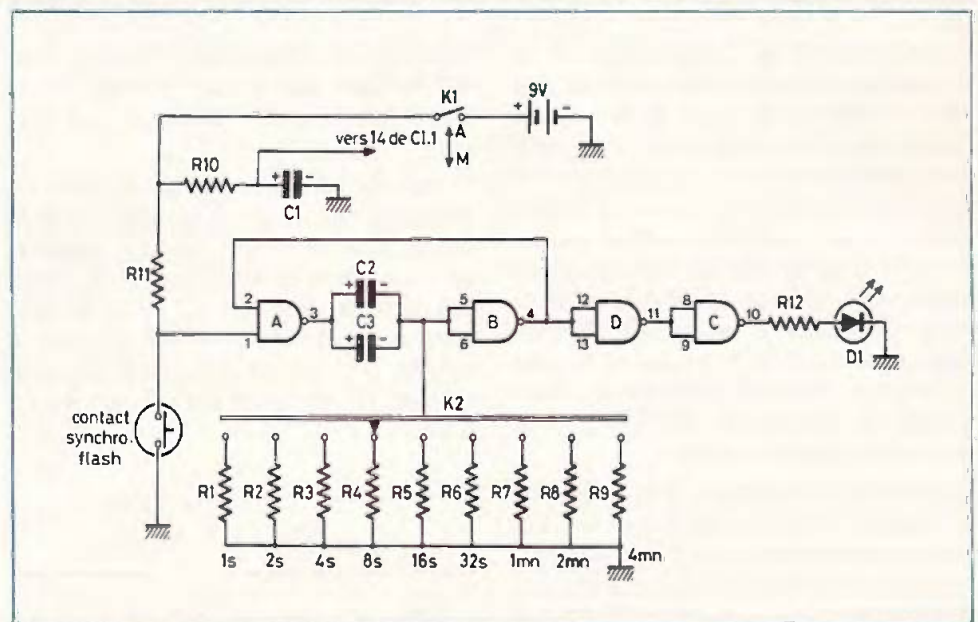 9V
+ -
K1
A
vers 14 de CI.1
M
R10
+ -
C1
R11
C2
+ -
C3
+ -
2
A
3
1
5
B
4
6
12
D
11
13
8
C
10
9
R12
D1
K2
contact
synchro.
flash
R1 R2 R3 R4 R5 R6 R7 R8 R9
1s 2s 4s 8s 16s 32s 1mn 2mn 4mn